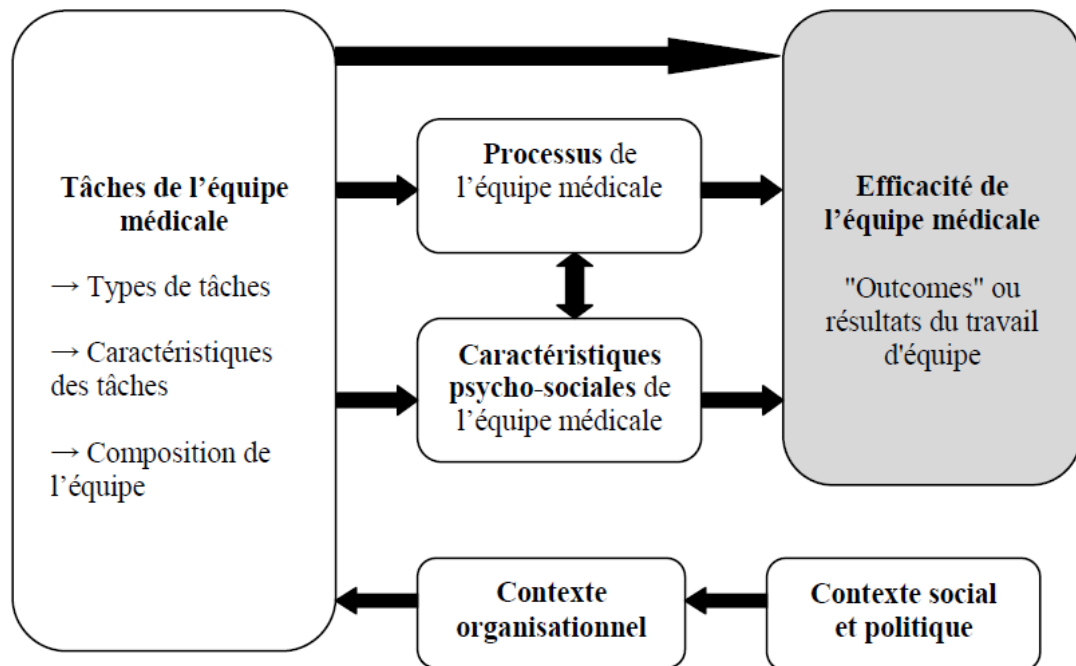 Tâches de l’équipe
médicale
→ Types de tâches
→ Caractéristiques
des tâches
→ Composition de
l’équipe
Processus de
l’équipe médicale
Caractéristiques
psycho-sociales de
l’équipe médicale
Efficacité de
l’équipe médicale
"Outcomes" ou
résultats du travail
d'équipe
Contexte
organisationnel
Contexte social
et politique